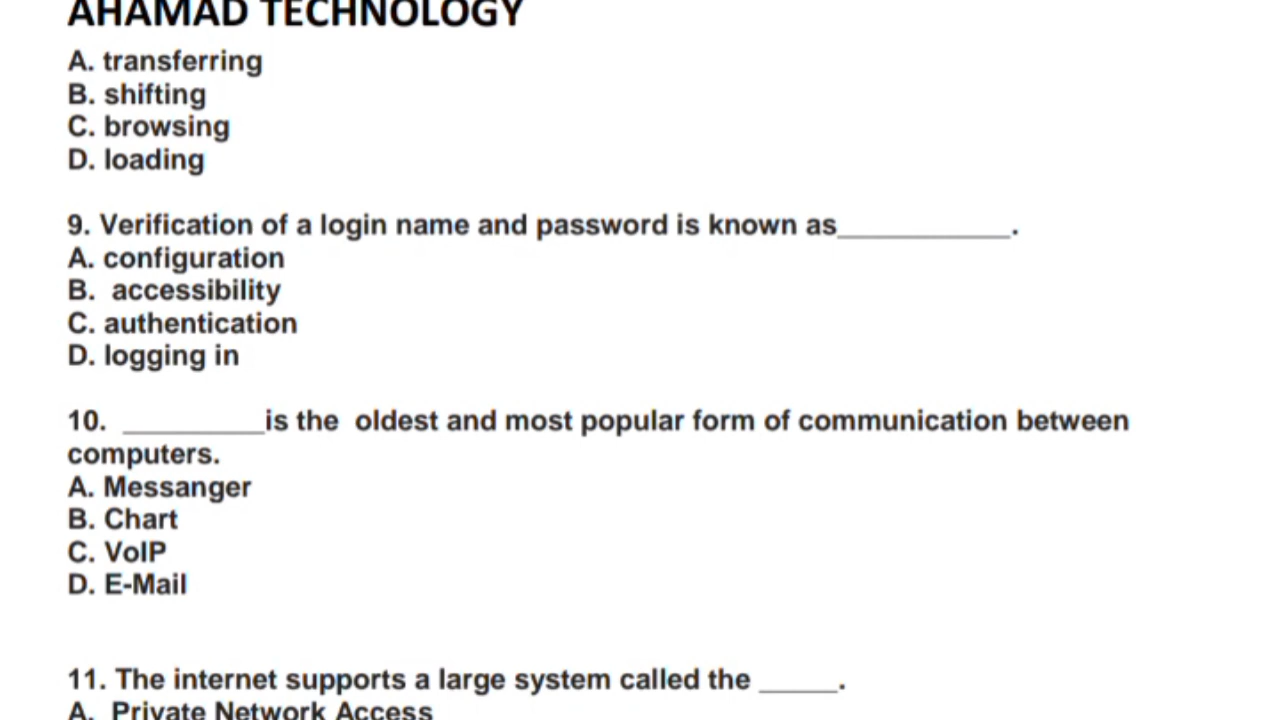 AHAMAD TECHNOLOGY
A. transferring
B. shifting
C. browsing
D. loading
9. Verification of a login name and password is known as____________.
A. configuration
B.  accessibility
C. authentication
D. logging in
10.  __________is the  oldest and most popular form of communication between
computers.
A. Messanger
B. Chart
C. VoIP
D. E-Mail
11. The internet supports a large system called the _____.
A.  Private Network Access